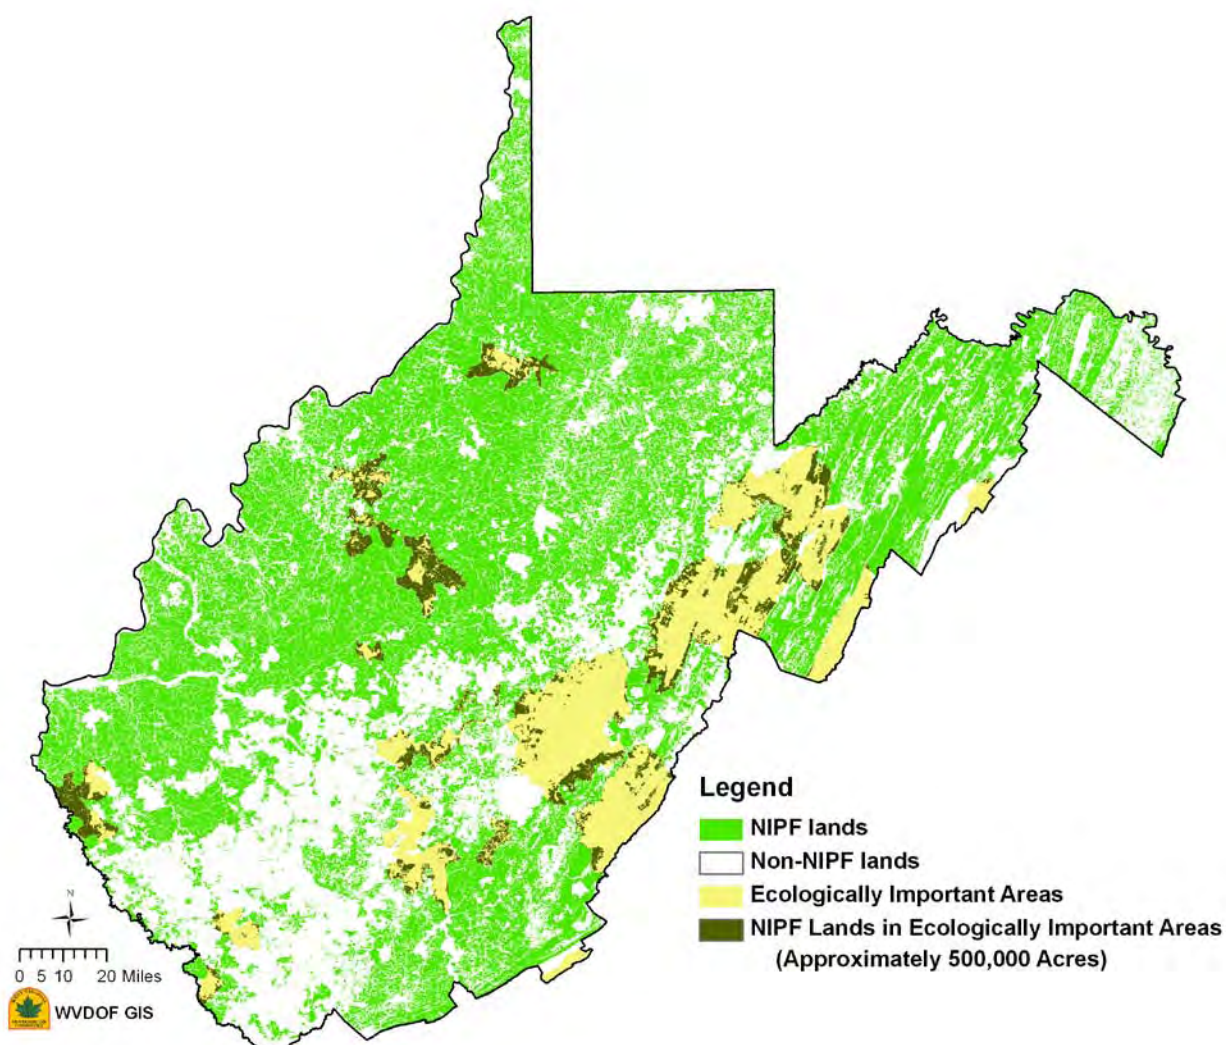 Legend
NIPF lands
Non-NIPF lands
Ecologically Important Areas
NIPF Lands in Ecologically Important Areas
(Approximately 500,000 Acres)
N
0 5 10 20 Miles
WVDOF GIS